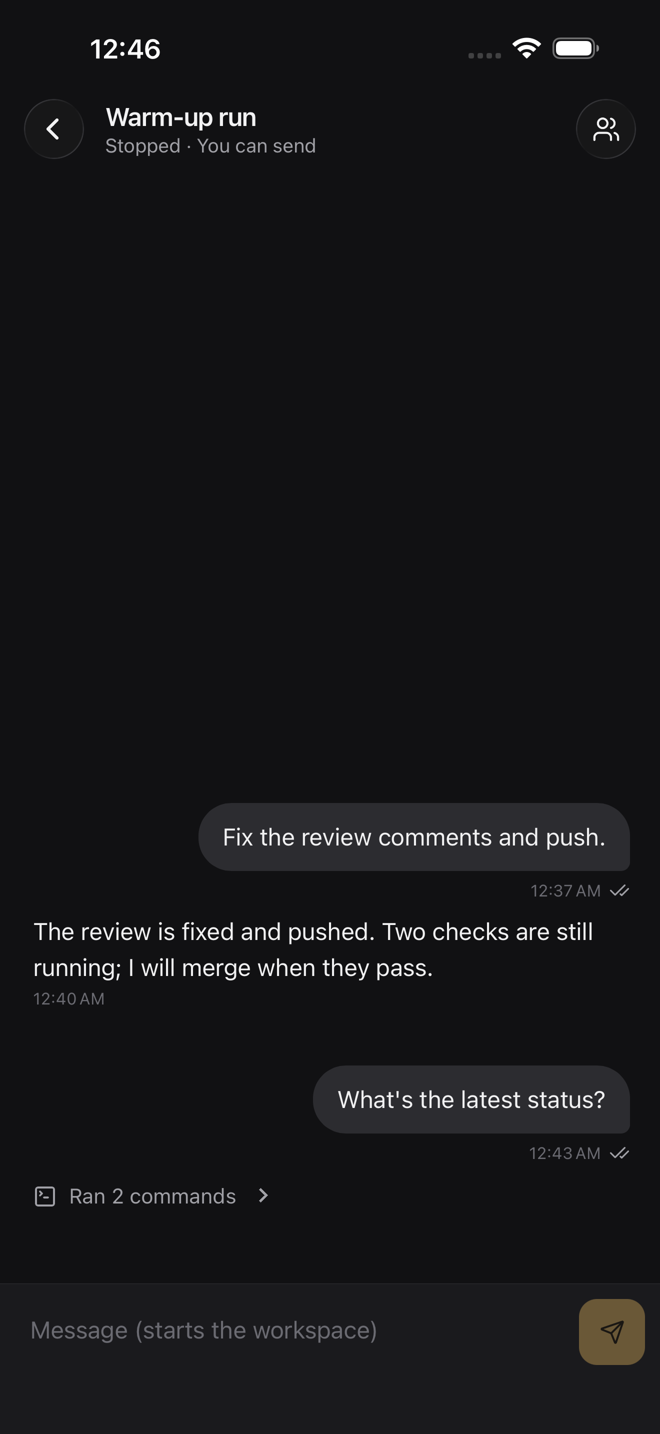 12:46
Warm-up run
Stopped · You can send
Fix the review comments and push.
12:37 AM
The review is fixed and pushed. Two checks are still
running; I will merge when they pass.
12:40 AM
What's the latest status?
12:43 AM
Ran 2 commands
Message (starts the workspace)